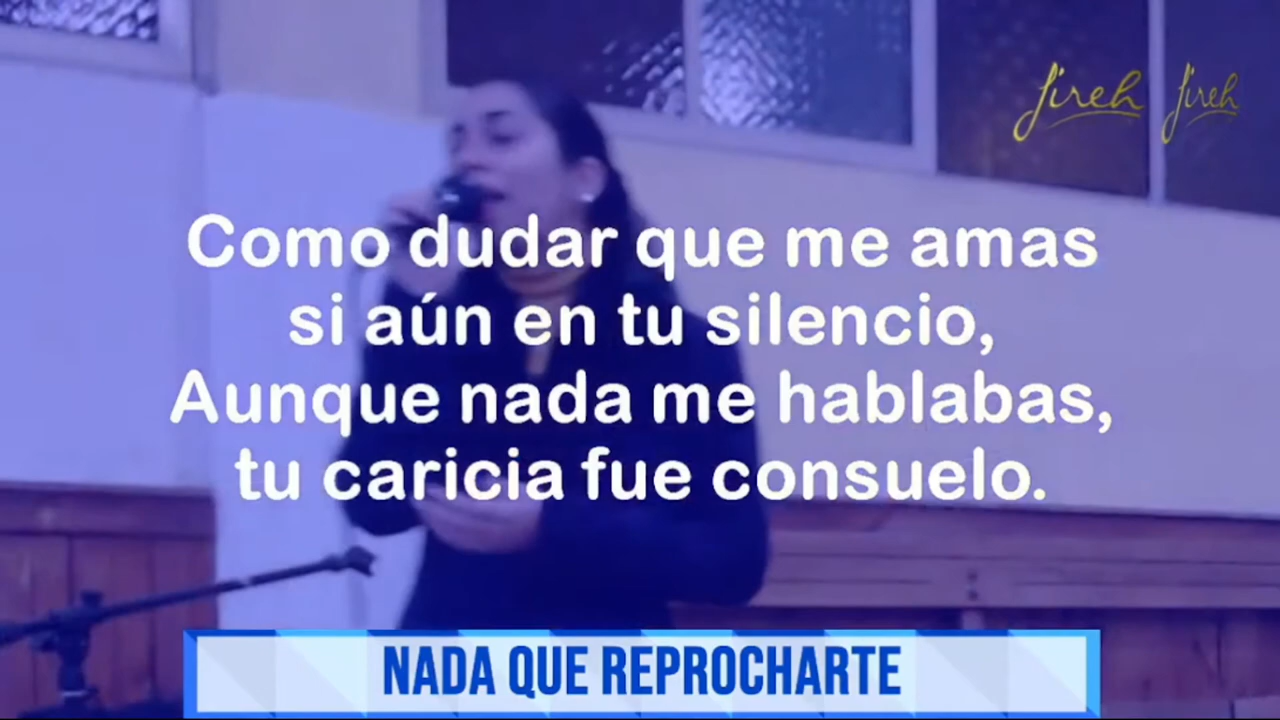 Jireh Jireh
Como dudar que me amas
si aún en tu silencio,
Aunque nada me hablabas,
tu caricia fue consuelo.
NADA QUE REPROCHARTE